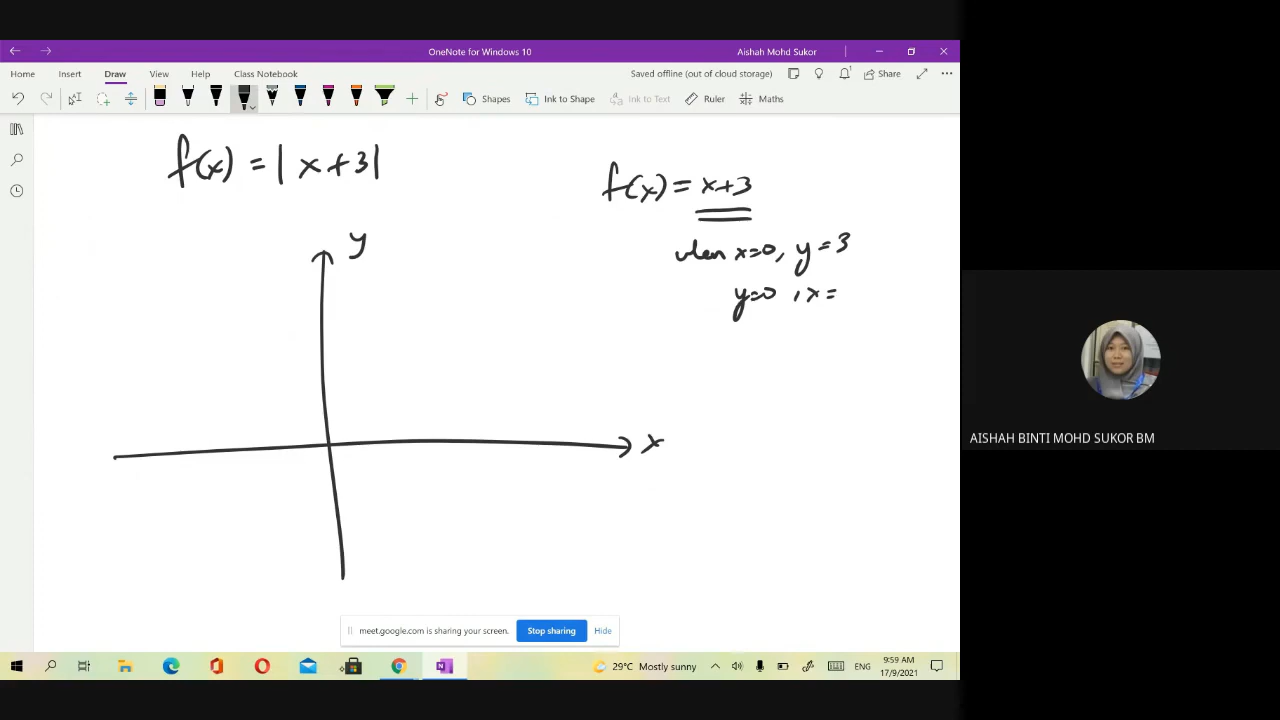 OneNote for Windows 10
Aishah Mohd Sukor
Home Insert Draw View Help Class Notebook
Saved offline (out of cloud storage)
Share
Shapes
Ink to Shape
Ink to Text
Ruler
Maths
f(x) = | x+3|
f(x) = x+3
when x=0, y=3
y=0 , x =
y
x
AISHAH BINTI MOHD SUKOR BM
meet.google.com is sharing your screen. Stop sharing Hide
29°C Mostly sunny
ENG
9:59 AM
17/9/2021